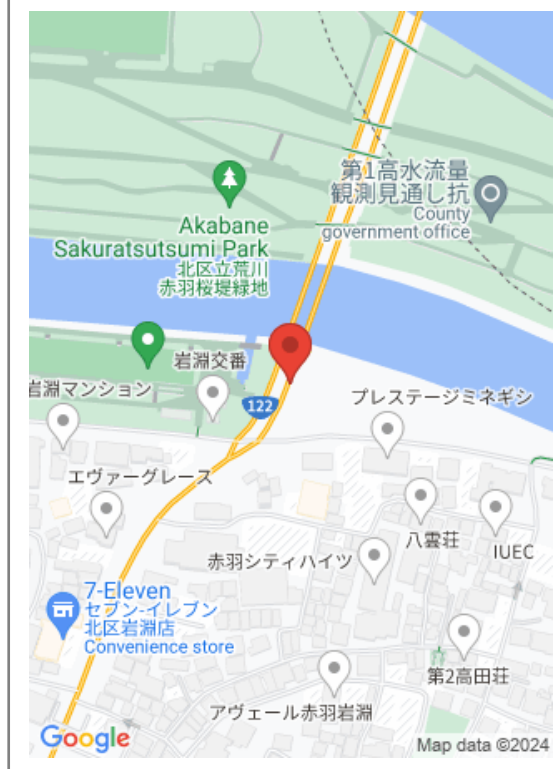 第1高水流量
観測見通し杭
County
government office
Akabane
Sakuratsutsumi Park
北区立荒川
赤羽桜堤緑地
岩淵交番
岩淵マンション
122
プレステージミネギシ
エヴァーグレース
八雲荘
IUEC
赤羽シティハイツ
7-Eleven
セブン-イレブン
北区岩淵店
Convenience store
第2高田荘
アヴェール赤羽岩淵
Google
Map data ©2024